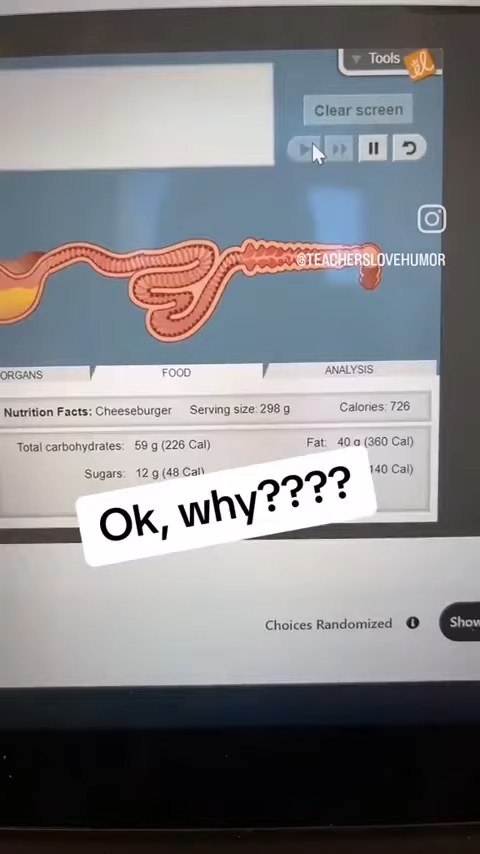 Tools
Clear screen
@TEACHERSLOVEHUMOR
ORGANS FOOD ANALYSIS
Nutrition Facts: Cheeseburger Serving size: 298 g Calories: 726
Total carbohydrates: 59 g (226 Cal) Fat: 40 g (360 Cal)
Sugars: 12 g (48 Cal) 140 Cal)
Ok, why????
Choices Randomized
Show